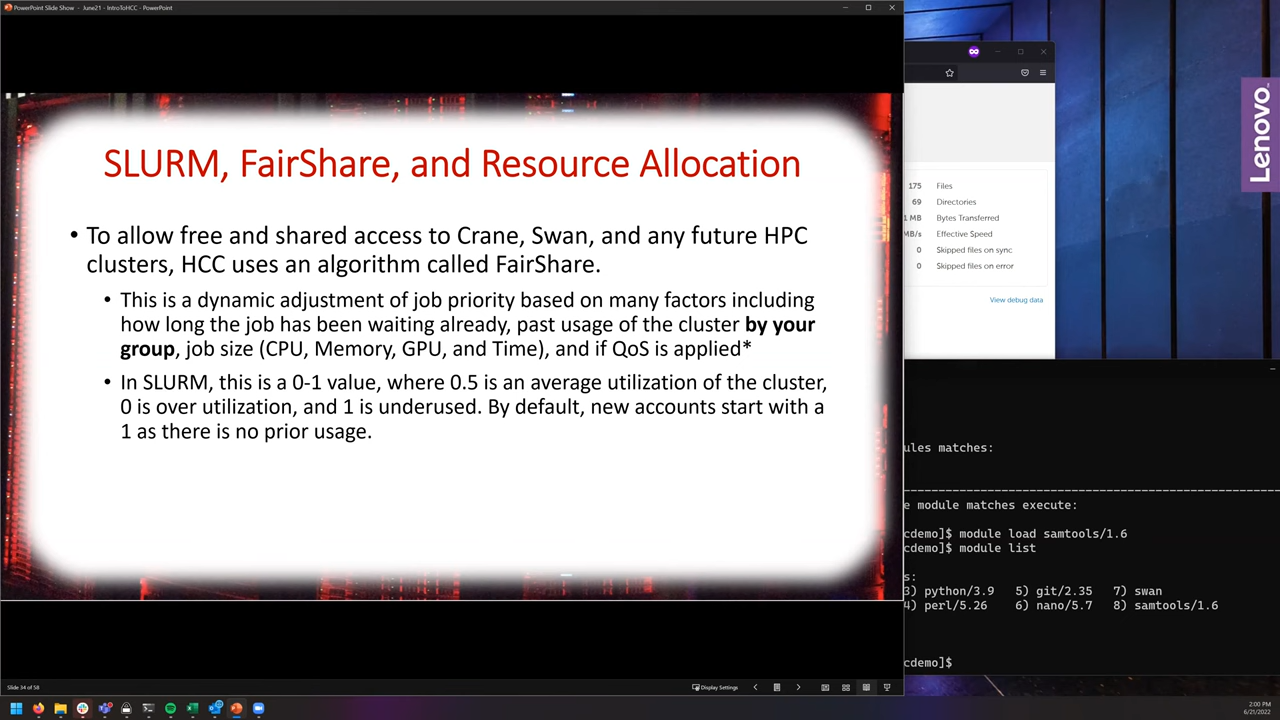 PowerPoint Slide Show - June21 - IntroToHCC - PowerPoint
SLURM, FairShare, and Resource Allocation
• To allow free and shared access to Crane, Swan, and any future HPC
clusters, HCC uses an algorithm called FairShare.
• This is a dynamic adjustment of job priority based on many factors including
how long the job has been waiting already, past usage of the cluster by your
group, job size (CPU, Memory, GPU, and Time), and if QoS is applied*
• In SLURM, this is a 0-1 value, where 0.5 is an average utilization of the cluster,
0 is over utilization, and 1 is underused. By default, new accounts start with a
1 as there is no prior usage.
Slide 34 of 58
Display Settings
175 Files
69 Directories
1 MB Bytes Transferred
MB/s Effective Speed
0 Skipped files on sync
0 Skipped files on error
View debug data
Lenovo
ules matches:
e module matches execute:
cdemo]$ module load samtools/1.6
cdemo]$ module list
s:
3) python/3.9 5) git/2.35 7) swan
4) perl/5.26 6) nano/5.7 8) samtools/1.6
cdemo]$
2:00 PM
6/21/2022